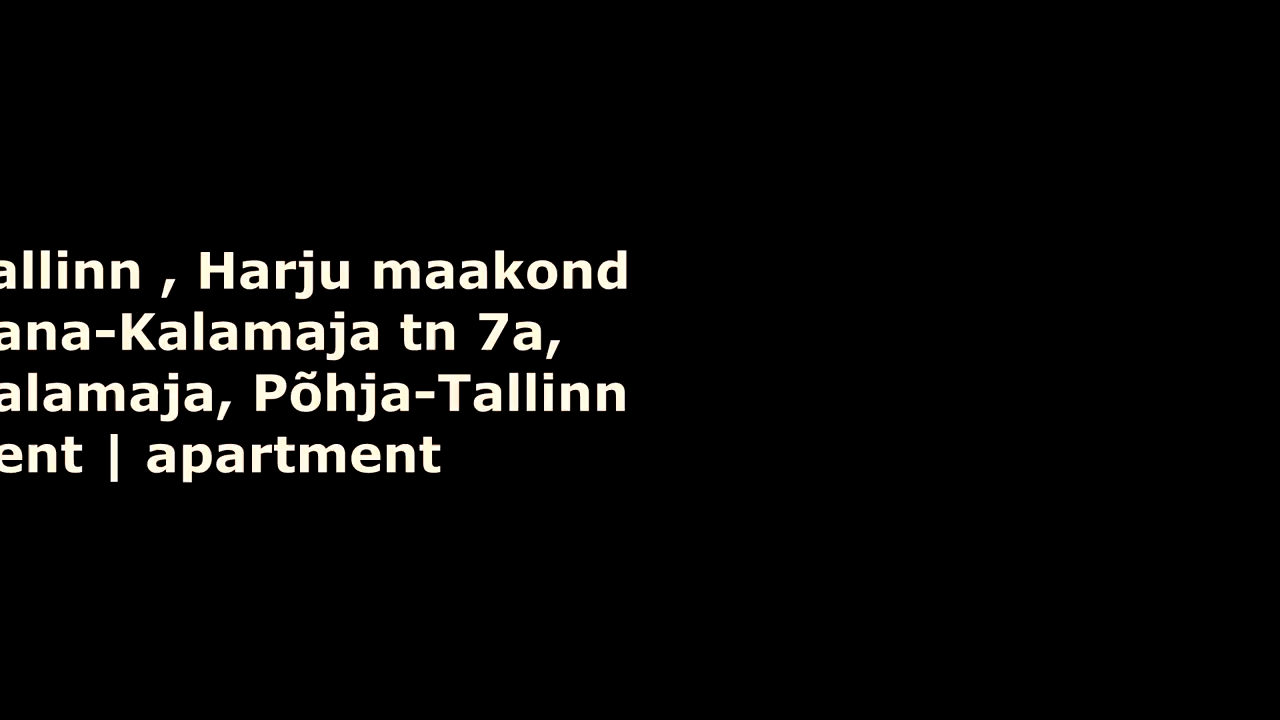 allinn , Harju maakond
ana-Kalamaja tn 7a,
alamaja, Põhja-Tallinn
ent | apartment